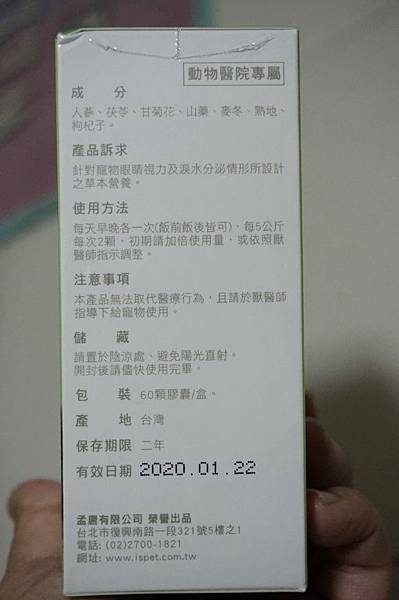 動物醫院專屬
成 分
人蔘、茯苓、甘菊花、山藥、麥冬、熟地、
枸杞子。
產品訴求
針對寵物眼睛視力及淚水分泌情形所設計
之草本營養。
使用方法
每天早晚各一次(飯前飯後皆可)，每5公斤
每次2顆，初期請加倍使用量，或依照獸
醫師指示調整。
注意事項
本產品無法取代醫療行為，且請於獸醫師
指導下給寵物使用。
儲 藏
請置於陰涼處、避免陽光直射。
開封後請儘快使用完畢。
包 裝 60顆膠囊/盒。
產 地 台灣
保存期限 二年
有效日期 2020.01.22
孟唐有限公司 榮譽出品
台北市復興南路一段321號5樓之1
電話: (02)2700-1821
網址: www.ispet.com.tw